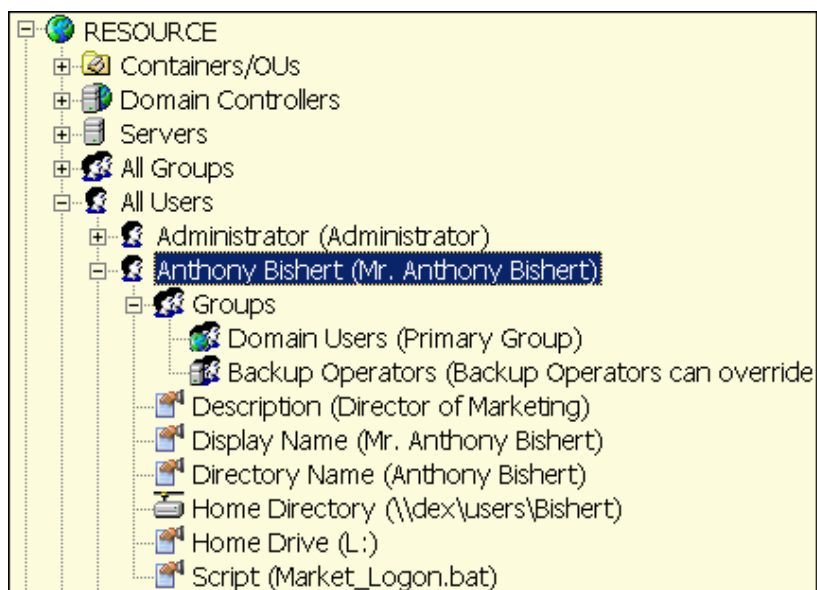 RESOURCE
Containers/OUs
Domain Controllers
Servers
All Groups
All Users
Administrator (Administrator)
Anthony Bishert (Mr. Anthony Bishert)
Groups
Domain Users (Primary Group)
Backup Operators (Backup Operators can override
Description (Director of Marketing)
Display Name (Mr. Anthony Bishert)
Directory Name (Anthony Bishert)
Home Directory (\\dex\users\Bishert)
Home Drive (L:)
Script (Market_Logon.bat)